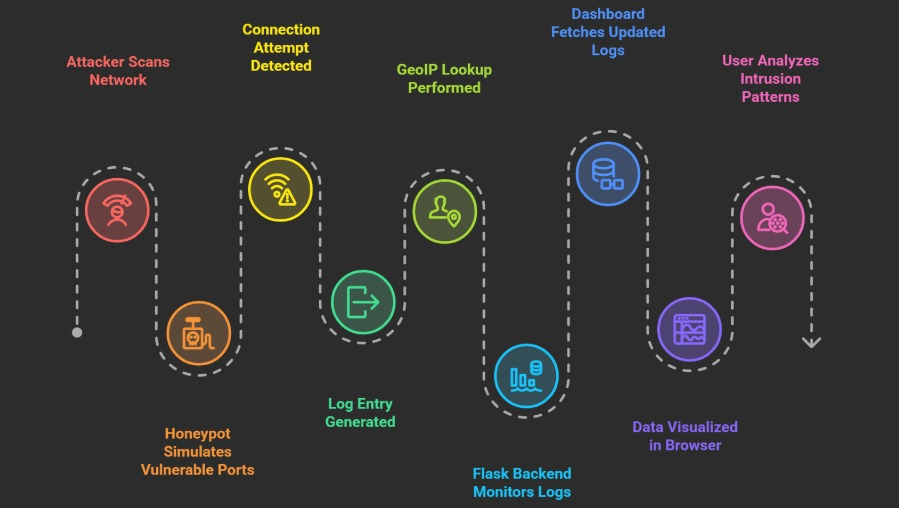 Attacker Scans
Network
Honeypot
Simulates
Vulnerable Ports
Connection
Attempt
Detected
Log Entry
Generated
GeoIP Lookup
Performed
Flask Backend
Monitors Logs
Dashboard
Fetches Updated
Logs
Data Visualized
in Browser
User Analyzes
Intrusion
Patterns